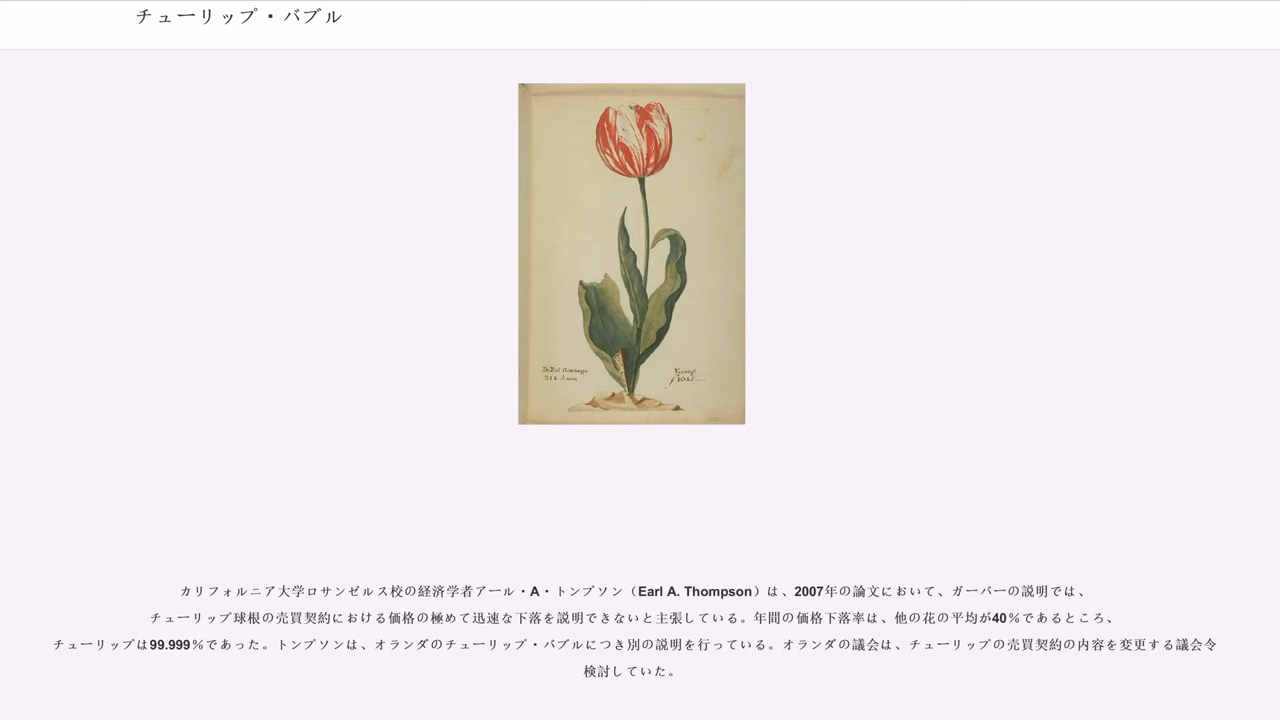 チューリップ・バブル
カリフォルニア大学ロサンゼルス校の経済学者アール・A・トンプソン（Earl A. Thompson）は、2007年の論文において、ガーバーの説明では、
チューリップ球根の売買契約における価格の極めて迅速な下落を説明できないと主張している。年間の価格下落率は、他の花の平均が40％であるところ、
チューリップは99.999％であった。トンプソンは、オランダのチューリップ・バブルにつき別の説明を行っている。オランダの議会は、チューリップの売買契約の内容を変更する議会令
検討していた。